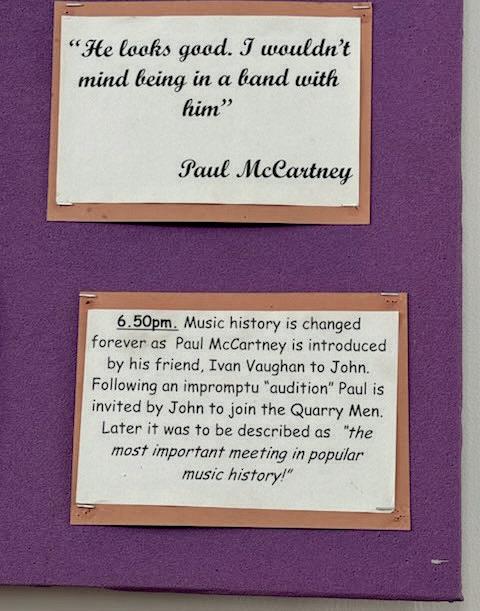 “He looks good. I wouldn’t
mind being in a band with
him”
Paul McCartney
6.50pm. Music history is changed
forever as Paul McCartney is introduced
by his friend, Ivan Vaughan to John.
Following an impromptu “audition” Paul is
invited by John to join the Quarry Men.
Later it was to be described as “the
most important meeting in popular
music history!”